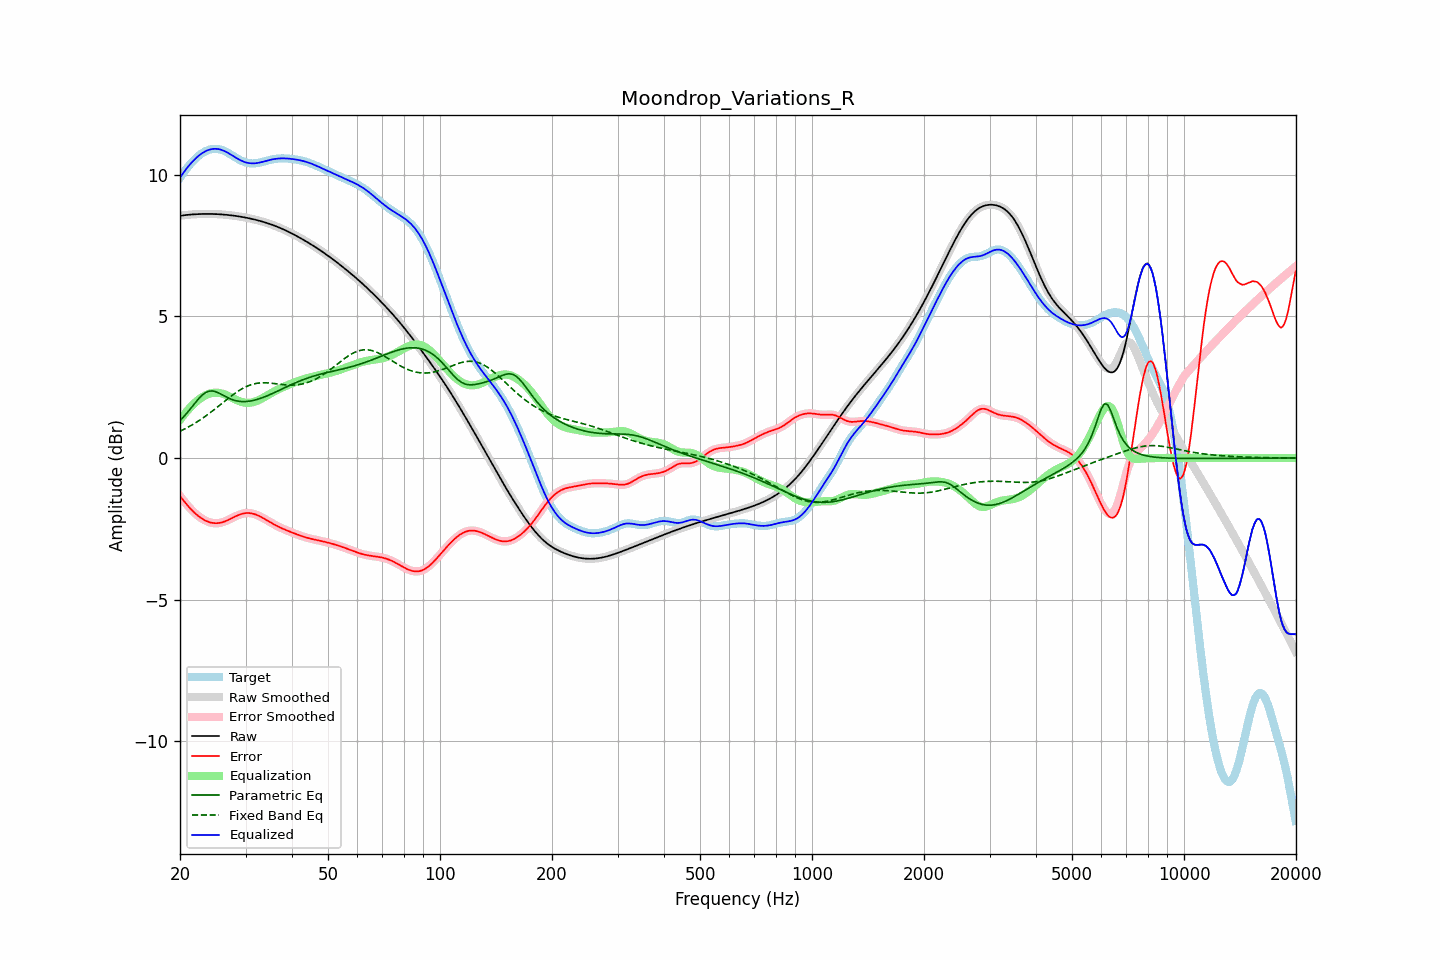 Moondrop_Variations_R
Amplitude (dBr)
10
5
0
−5
−10
Target
Raw Smoothed
Error Smoothed
Raw
Error
Equalization
Parametric Eq
Fixed Band Eq
Equalized
20 50 100 200 500 1000 2000 5000 10000 20000
Frequency (Hz)